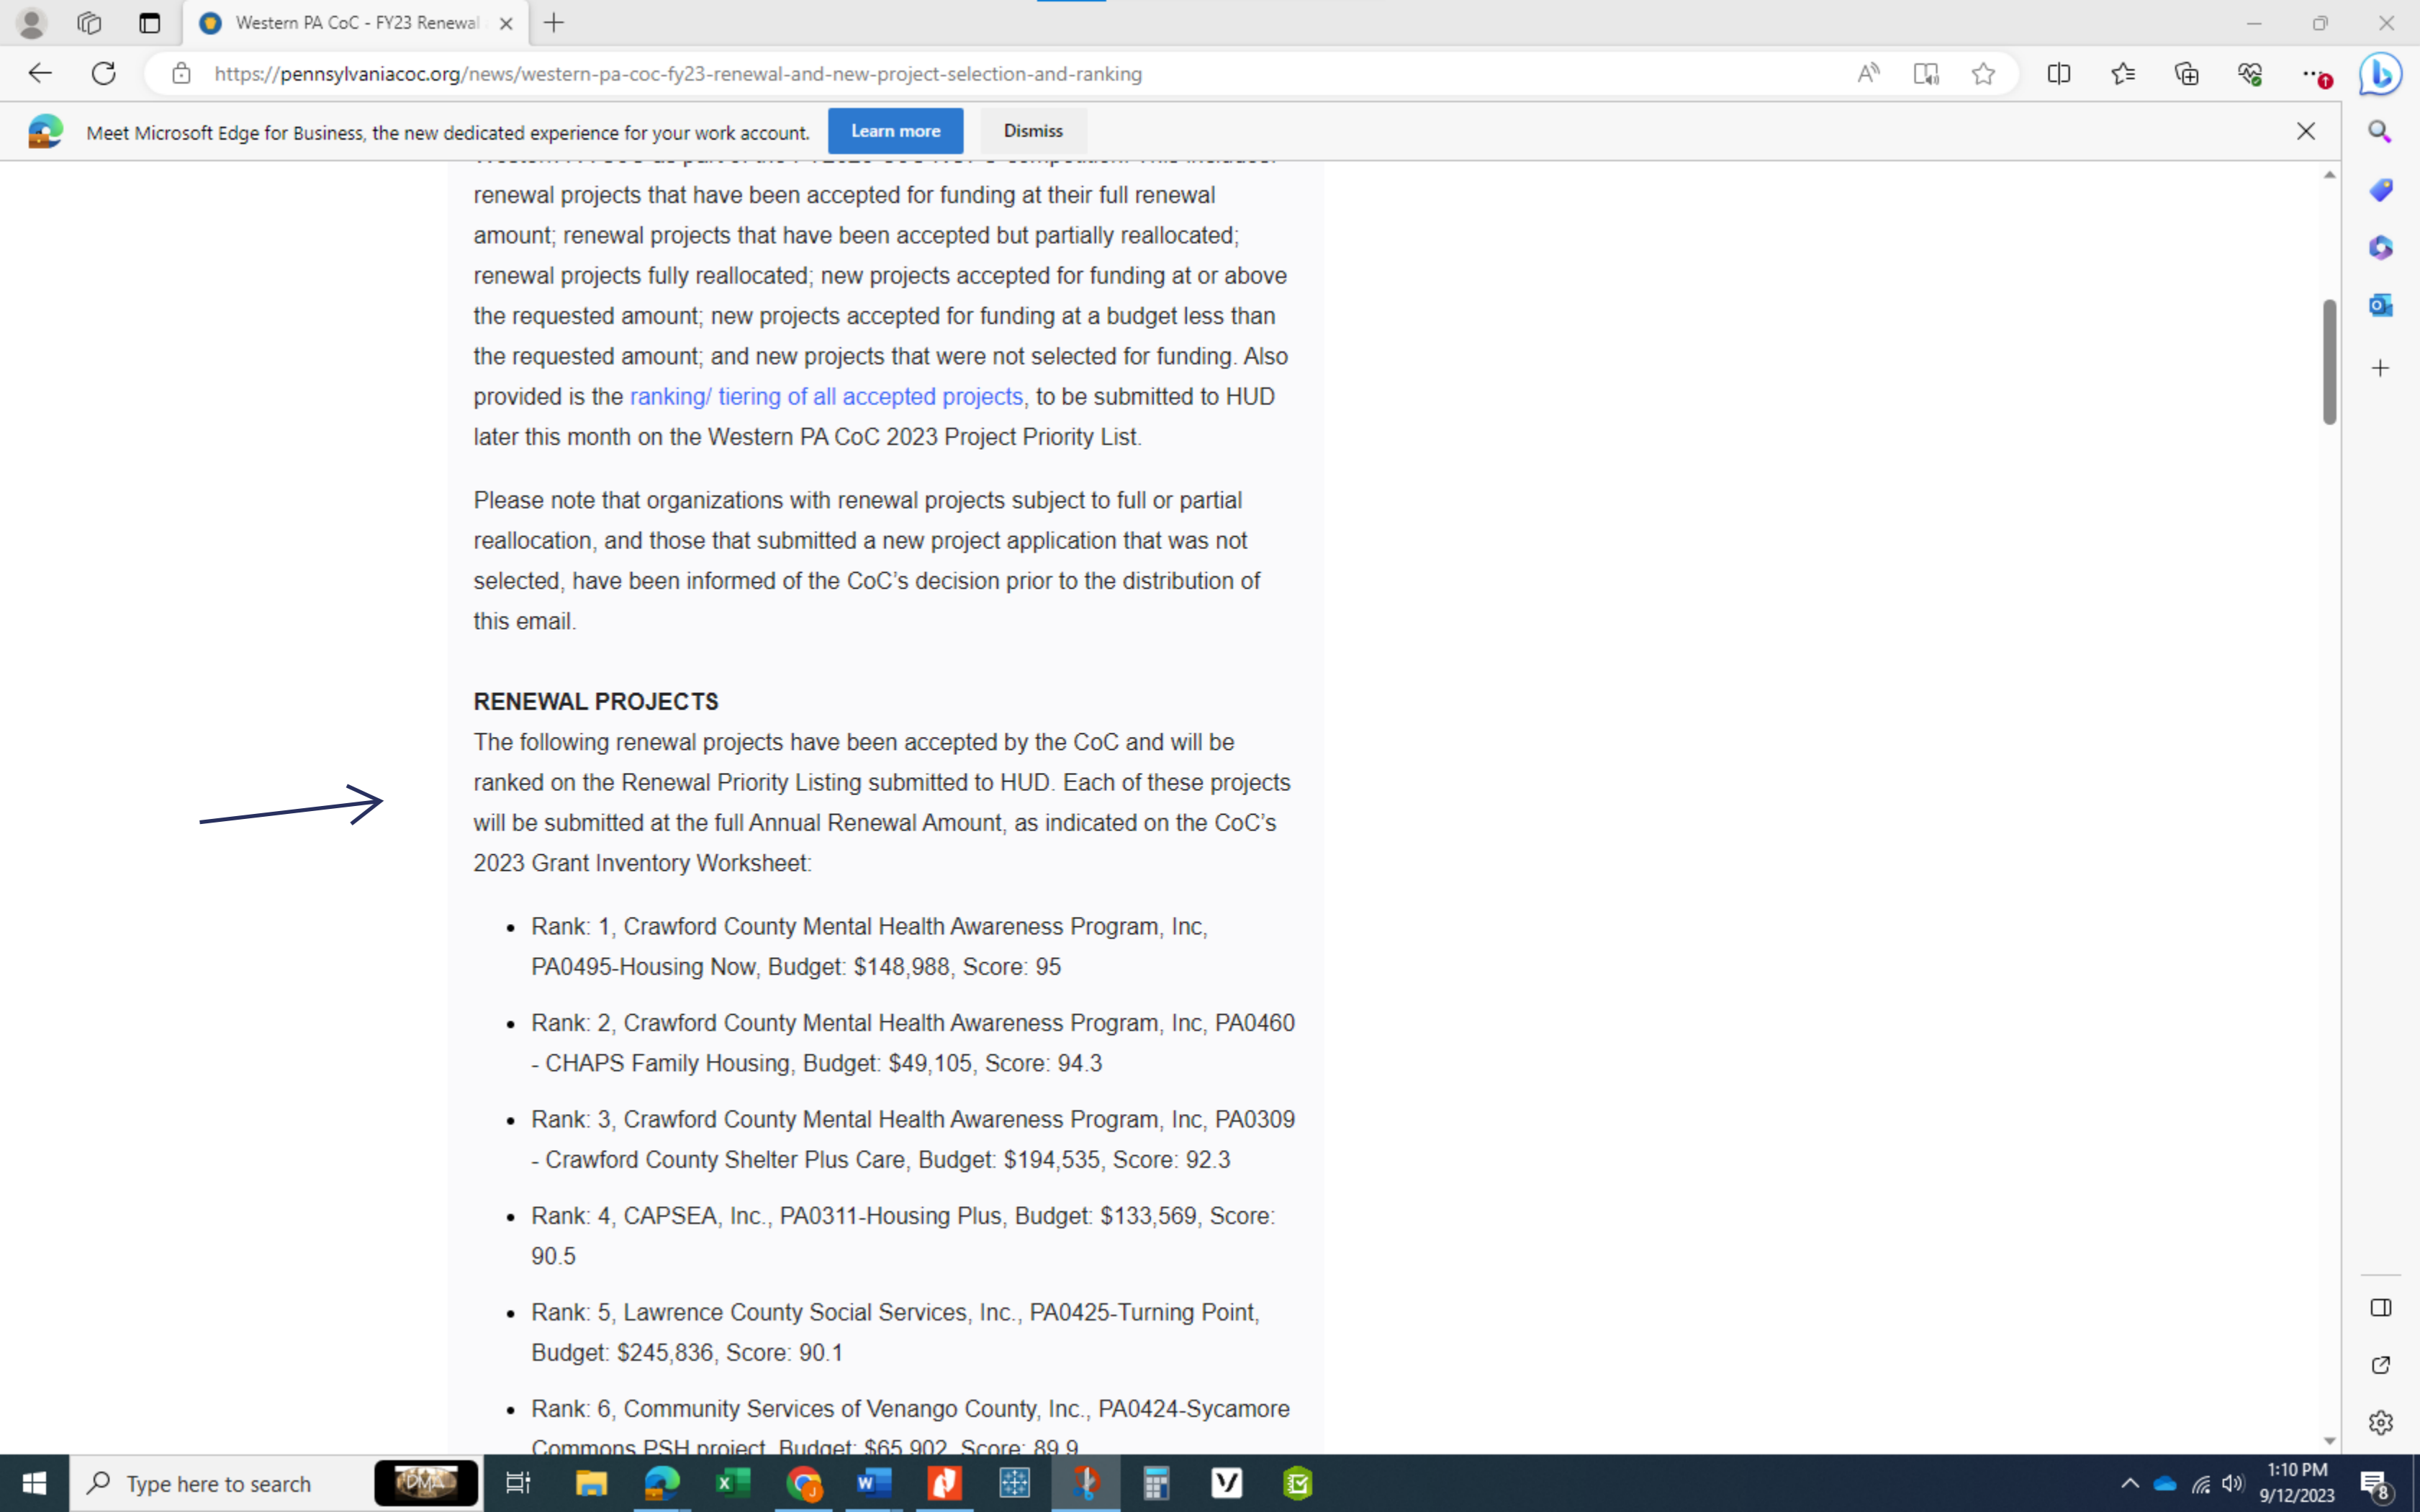 Western PA CoC - FY23 Renewal
https://pennsylvaniacoc.org/news/western-pa-coc-fy23-renewal-and-new-project-selection-and-ranking
Meet Microsoft Edge for Business, the new dedicated experience for your work account.
Learn more
Dismiss
renewal projects that have been accepted for funding at their full renewal
amount; renewal projects that have been accepted but partially reallocated;
renewal projects fully reallocated; new projects accepted for funding at or above
the requested amount; new projects accepted for funding at a budget less than
the requested amount; and new projects that were not selected for funding. Also
provided is the ranking/ tiering of all accepted projects, to be submitted to HUD
later this month on the Western PA CoC 2023 Project Priority List.
Please note that organizations with renewal projects subject to full or partial
reallocation, and those that submitted a new project application that was not
selected, have been informed of the CoC’s decision prior to the distribution of
this email.
RENEWAL PROJECTS
The following renewal projects have been accepted by the CoC and will be
ranked on the Renewal Priority Listing submitted to HUD. Each of these projects
will be submitted at the full Annual Renewal Amount, as indicated on the CoC’s
2023 Grant Inventory Worksheet:
• Rank: 1, Crawford County Mental Health Awareness Program, Inc,
PA0495-Housing Now, Budget: $148,988, Score: 95
• Rank: 2, Crawford County Mental Health Awareness Program, Inc, PA0460
- CHAPS Family Housing, Budget: $49,105, Score: 94.3
• Rank: 3, Crawford County Mental Health Awareness Program, Inc, PA0309
- Crawford County Shelter Plus Care, Budget: $194,535, Score: 92.3
• Rank: 4, CAPSEA, Inc., PA0311-Housing Plus, Budget: $133,569, Score:
90.5
• Rank: 5, Lawrence County Social Services, Inc., PA0425-Turning Point,
Budget: $245,836, Score: 90.1
• Rank: 6, Community Services of Venango County, Inc., PA0424-Sycamore
Commons PSH project, Budget: $65,902, Score: 89.9
Type here to search
DMA
1:10 PM
9/12/2023
8